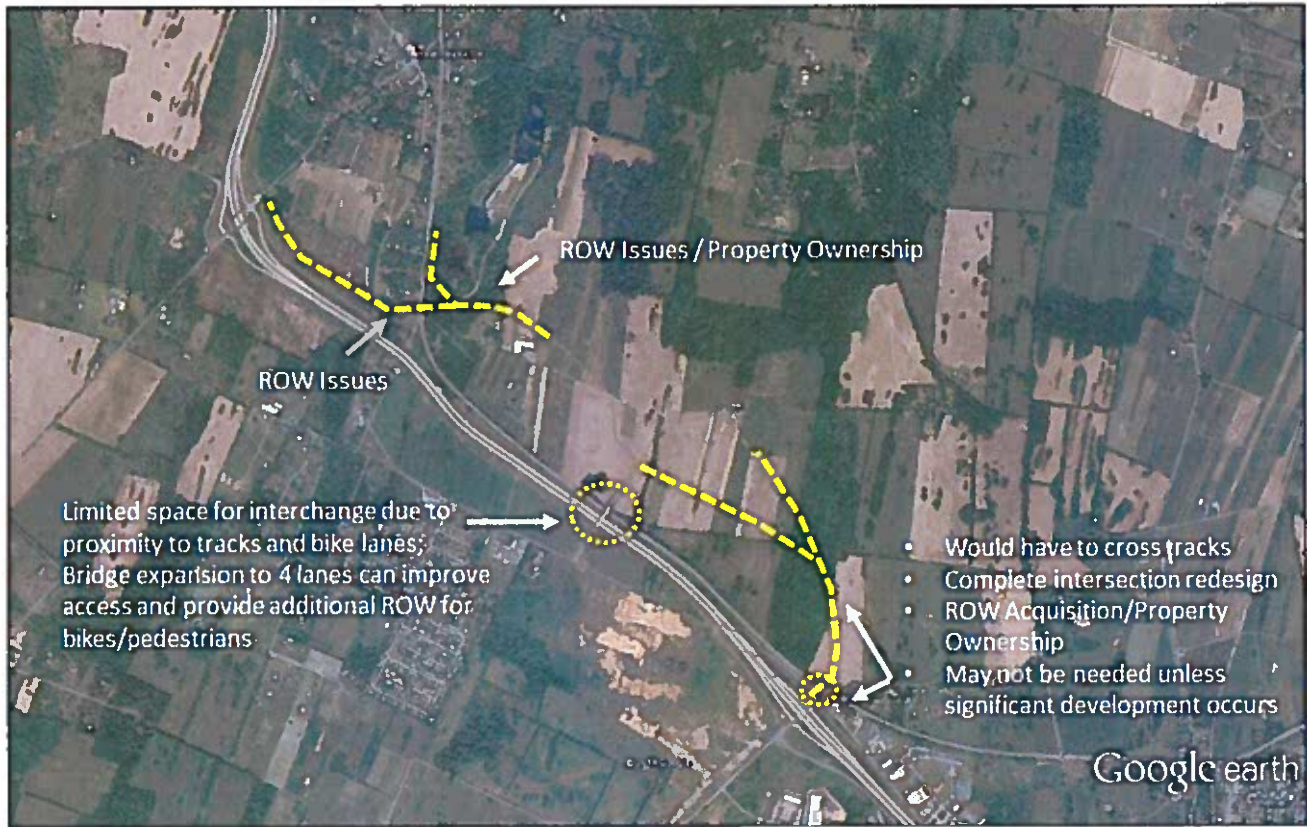 ROW Issues / Property Ownership
ROW Issues
Limited space for interchange due to
proximity to tracks and bike lanes;
Bridge expansion to 4 lanes can improve
access and provide additional ROW for
bikes/pedestrians
• Would have to cross tracks
• Complete intersection redesign
• ROW Acquisition/Property
Ownership
• May not be needed unless
significant development occurs
Google earth